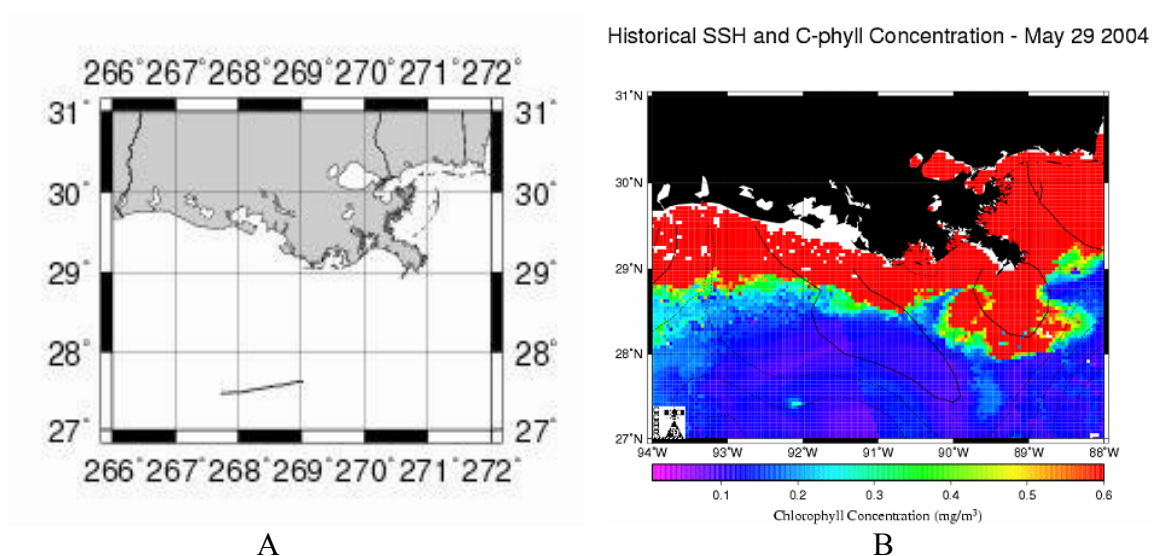 Historical SSH and C-phyll Concentration - May 29 2004
266° 267° 268° 269° 270° 271° 272°
31° 31°
30° 30°
29° 29°
28° 28°
27° 27°
266° 267° 268° 269° 270° 271° 272°
31°N
30°N
29°N
28°N
27°N
94°W 93°W 92°W 91°W 90°W 89°W 88°W
0.1 0.2 0.3 0.4 0.5 0.6
Chlorophyll Concentration (mg/m³)
A B